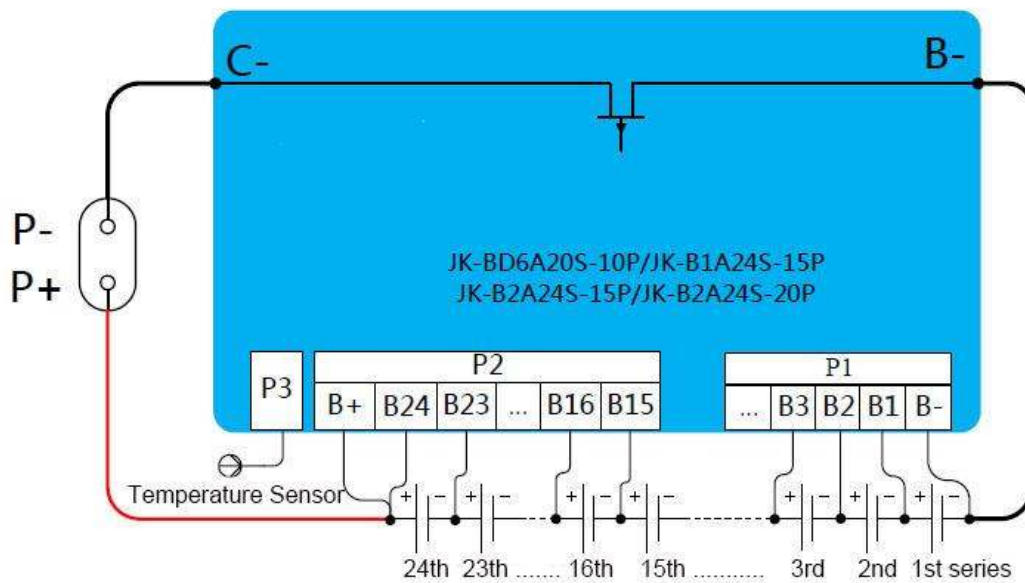 C- B-
P-
P+
JK-BD6A20S-10P/JK-B1A24S-15P
JK-B2A24S-15P/JK-B2A24S-20P
P3 P2 P1
B+ B24 B23 ... B16 B15 ... B3 B2 B1 B-
Temperature Sensor
+ - + - + - + - + - + - + -
24th 23th ....... 16th 15th ........... 3rd 2nd 1st series